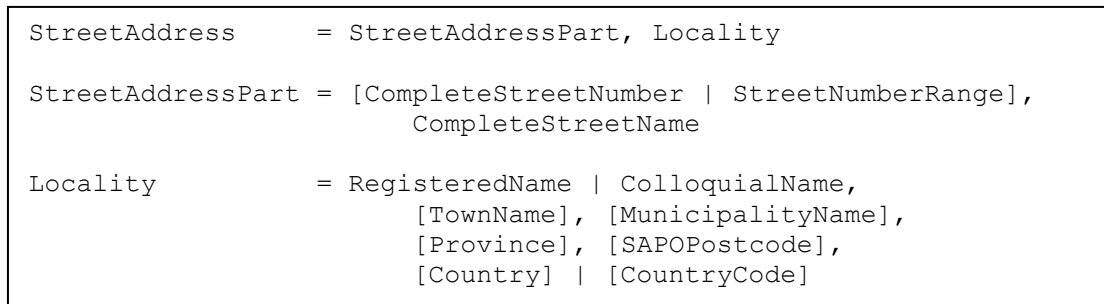 StreetAddress = StreetAddressPart, Locality
StreetAddressPart = [CompleteStreetNumber | StreetNumberRange],
CompleteStreetName
Locality = RegisteredName | ColloquialName,
[TownName], [MunicipalityName],
[Province], [SAPOPostcode],
[Country] | [CountryCode]